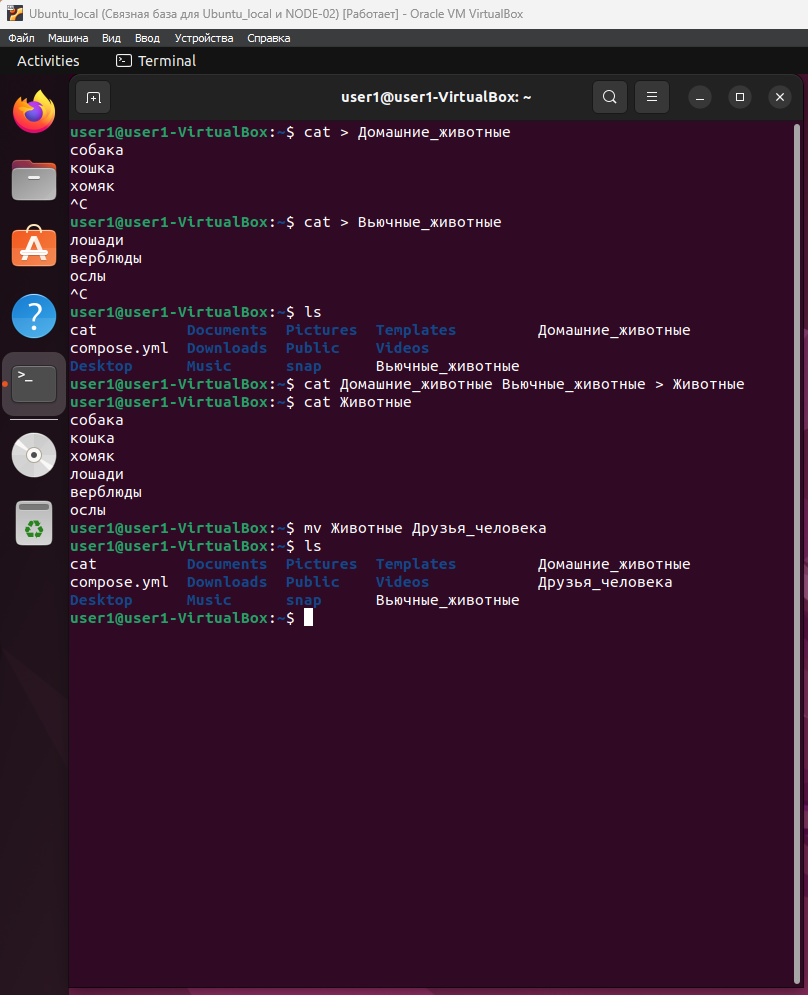 Ubuntu_local (Связная база для Ubuntu_local и NODE-02) [Работает] - Oracle VM VirtualBox
Файл Машина Вид Ввод Устройства Справка
Activities Terminal
user1@user1-VirtualBox: ~
user1@user1-VirtualBox:~$ cat > Домашние_животные
собака
кошка
хомяк
^C
user1@user1-VirtualBox:~$ cat > Вьючные_животные
лошади
верблюды
ослы
^C
user1@user1-VirtualBox:~$ ls
cat Documents Pictures Templates Домашние_животные
compose.yml Downloads Public Videos
Desktop Music snap Вьючные_животные
user1@user1-VirtualBox:~$ cat Домашние_животные Вьючные_животные > Животные
user1@user1-VirtualBox:~$ cat Животные
собака
кошка
хомяк
лошади
верблюды
ослы
user1@user1-VirtualBox:~$ mv Животные Друзья_человека
user1@user1-VirtualBox:~$ ls
cat Documents Pictures Templates Домашние_животные
compose.yml Downloads Public Videos Друзья_человека
Desktop Music snap Вьючные_животные
user1@user1-VirtualBox:~$